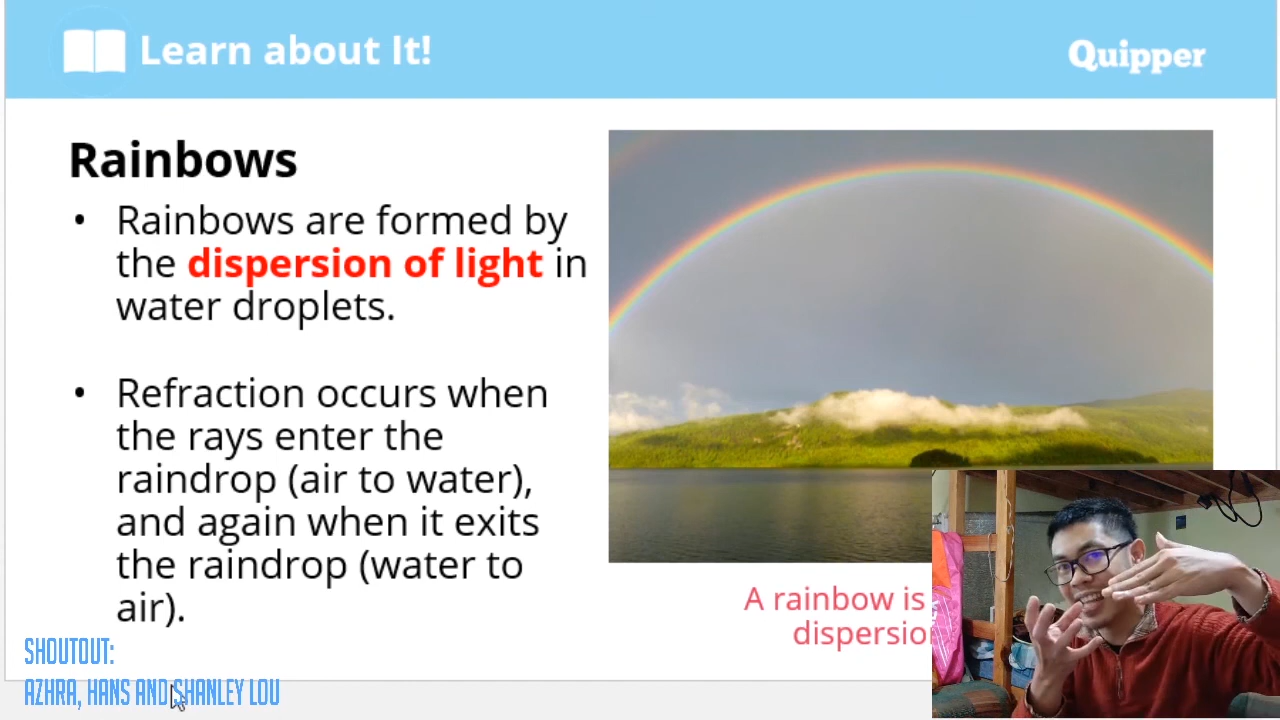 Learn about It!
Quipper
Rainbows
• Rainbows are formed by
the dispersion of light in
water droplets.
• Refraction occurs when
the rays enter the
raindrop (air to water),
and again when it exits
the raindrop (water to
air).
A rainbow is
dispersio
SHOUTOUT:
AZHRA, HANS AND SHANLEY LOU